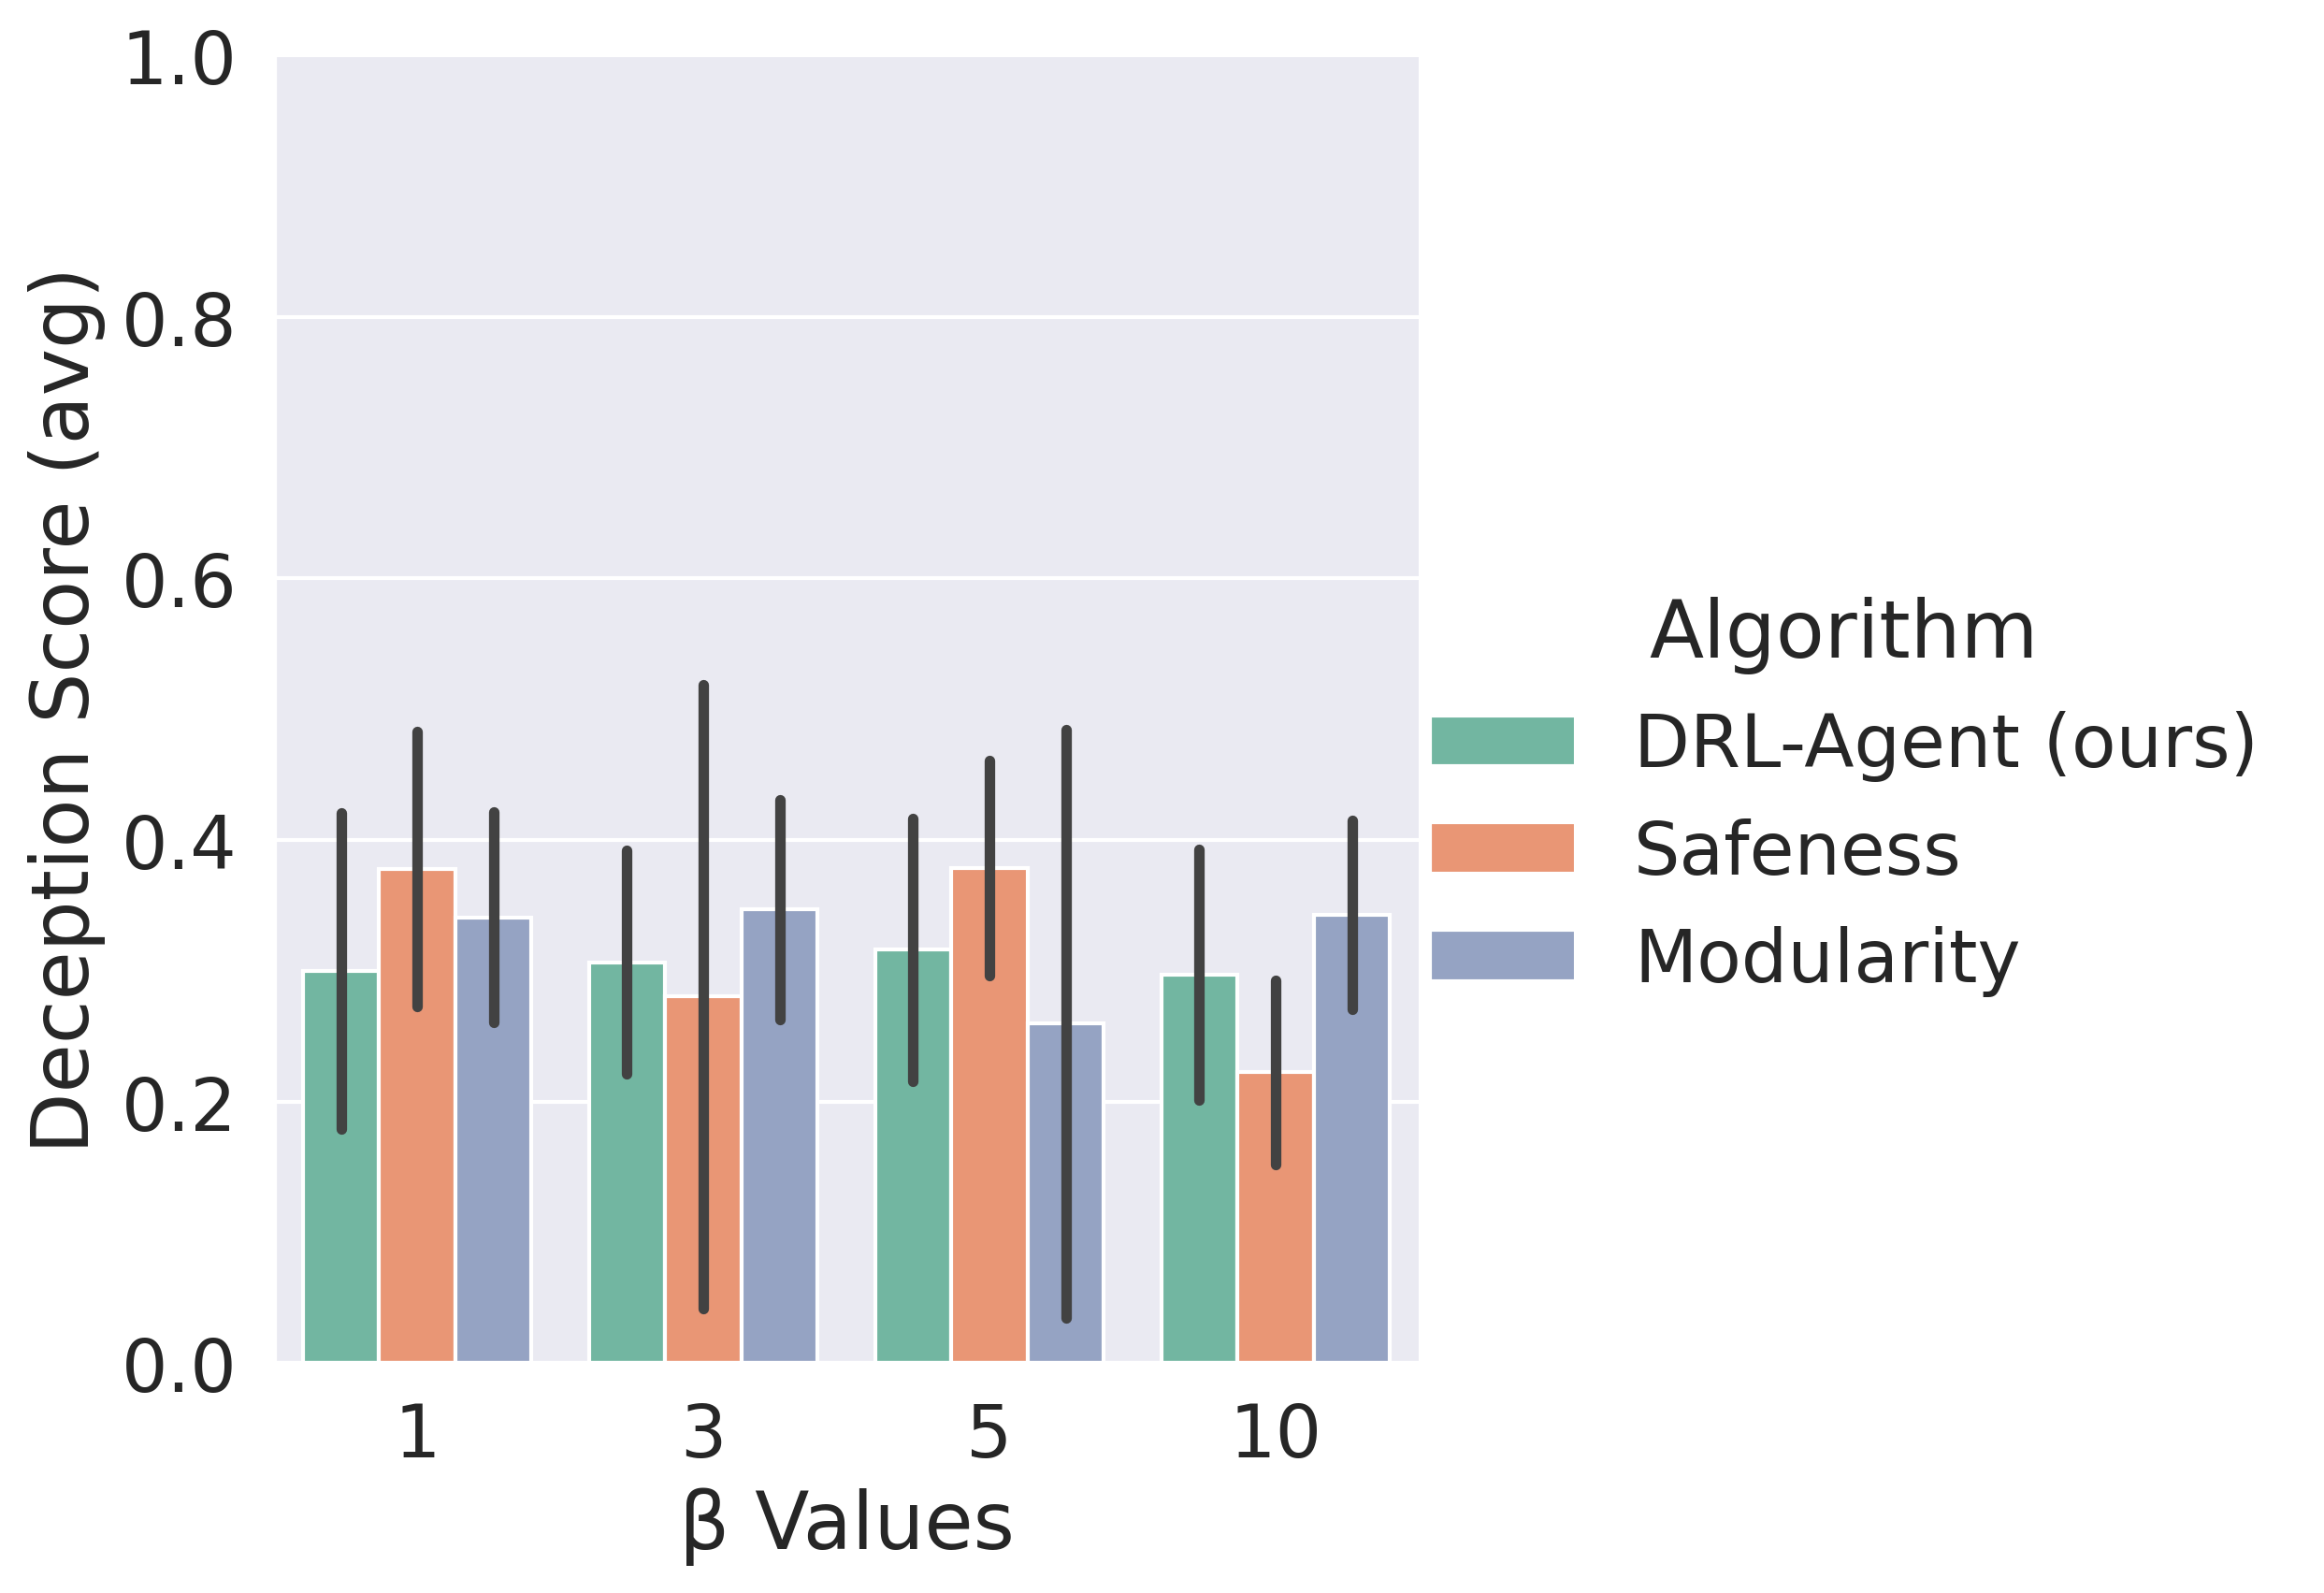 Deception Score (avg)
1.0
0.8
0.6
0.4
0.2
0.0
1 3 5 10
β Values
Algorithm
DRL-Agent (ours)
Safeness
Modularity